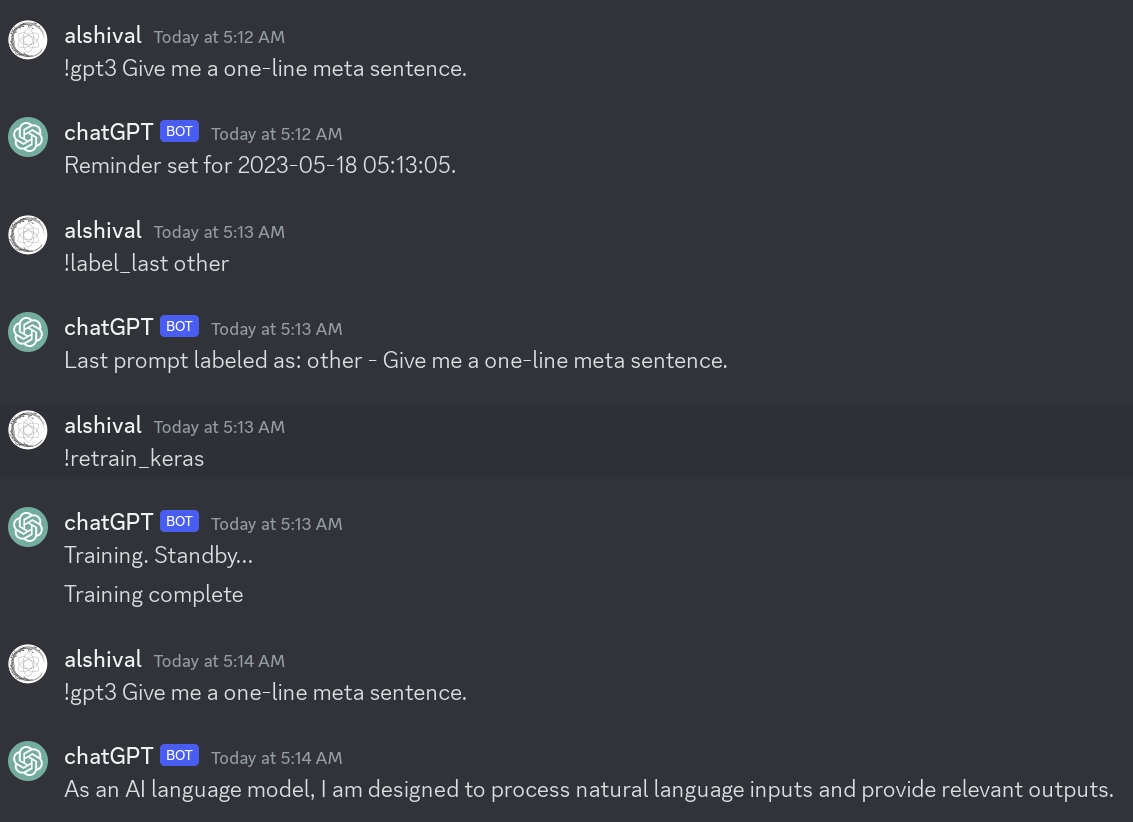 alshival Today at 5:12 AM
!gpt3 Give me a one-line meta sentence.
chatGPT BOT Today at 5:12 AM
Reminder set for 2023-05-18 05:13:05.
alshival Today at 5:13 AM
!label_last other
chatGPT BOT Today at 5:13 AM
Last prompt labeled as: other - Give me a one-line meta sentence.
alshival Today at 5:13 AM
!retrain_keras
chatGPT BOT Today at 5:13 AM
Training. Standby...
Training complete
alshival Today at 5:14 AM
!gpt3 Give me a one-line meta sentence.
chatGPT BOT Today at 5:14 AM
As an AI language model, I am designed to process natural language inputs and provide relevant outputs.